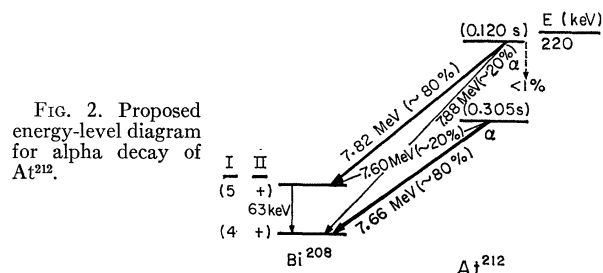 FIG. 2. Proposed
energy-level diagram
for alpha decay of
At²¹².
E (keV)
(0.120 s)
220
α
<1%
7.82 MeV (~80%)
7.88 MeV (~20%)
(0.305s)
α
7.60 MeV (~20%)
7.66 MeV (~80%)
I II
(5 +)
63 keV
(4 +)
Bi²⁰⁸
At²¹²